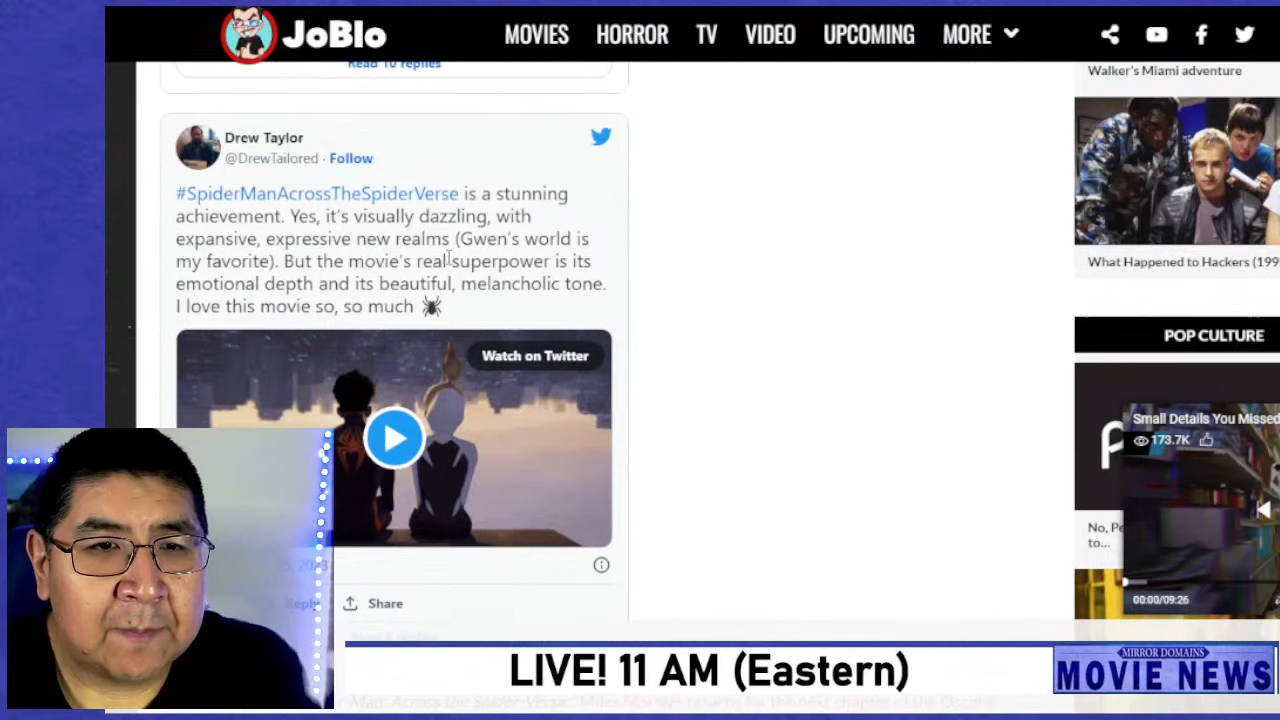 JoBlo
MOVIES HORROR TV VIDEO UPCOMING MORE
Read 10 replies
Walker's Miami adventure
Drew Taylor
@DrewTailored · Follow
#SpiderManAcrossTheSpiderVerse is a stunning
achievement. Yes, it's visually dazzling, with
expansive, expressive new realms (Gwen's world is
my favorite). But the movie's real superpower is its
emotional depth and its beautiful, melancholic tone.
I love this movie so, so much 🕷
Watch on Twitter
What Happened to Hackers (199
POP CULTURE
Small Details You Missed
173.7K
No, Pe
to...
00:00/09:26
Reply
Share
LIVE! 11 AM (Eastern)
MIRROR DOMAINS
MOVIE NEWS